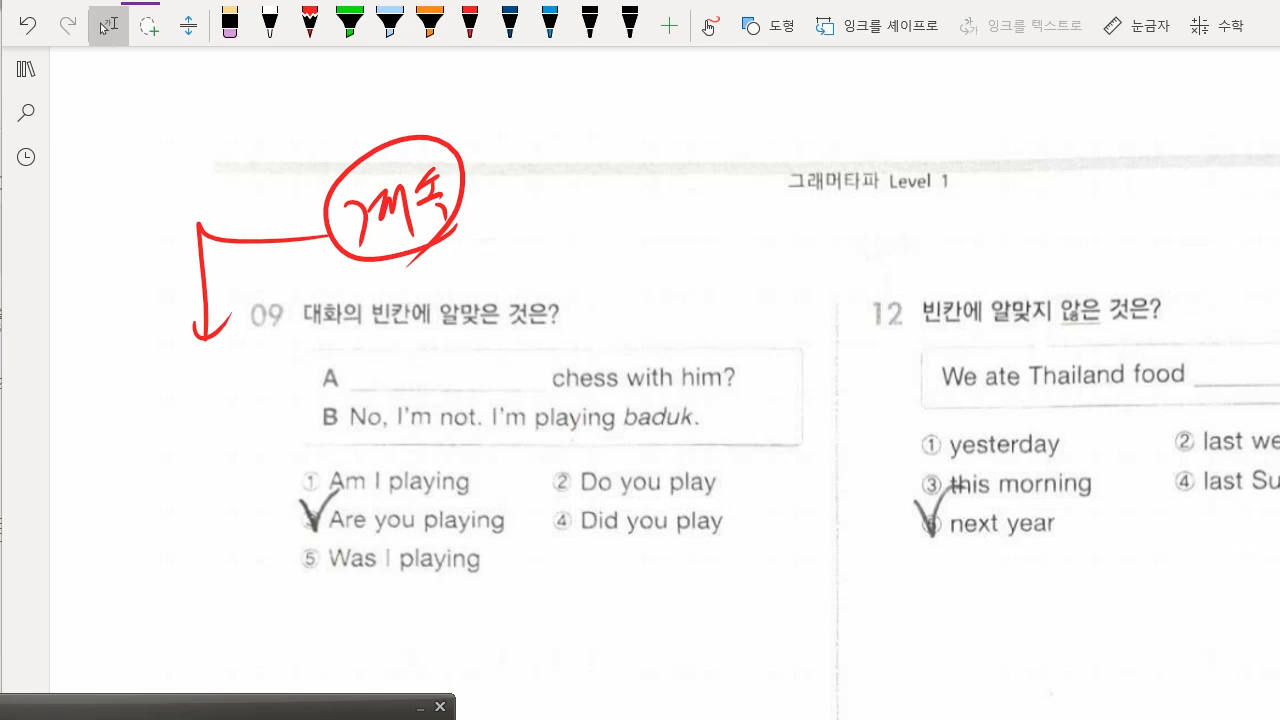 도형 잉크를 셰이프로 잉크를 텍스트로 눈금자 수학
계속
그래머타파 Level 1
09 대화의 빈칸에 알맞은 것은?
A ____________ chess with him?
B No, I'm not. I'm playing baduk.
① Am I playing ② Do you play
③ Are you playing ④ Did you play
⑤ Was I playing
12 빈칸에 알맞지 않은 것은?
We ate Thailand food ______
① yesterday ② last we
③ this morning ④ last Su
⑤ next year